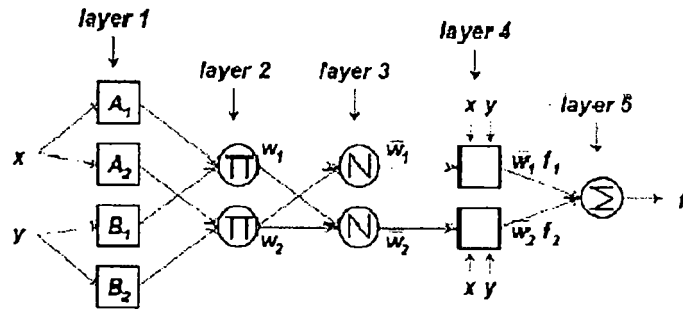 layer 1
layer 4
layer 2
layer 3
x y
layer 5
A₁
w₁
w̅₁
w̅₁ f₁
x
A₂
∏
N
Σ
f
y
B₁
∏
N
w₂
w̅₂
w̅₂ f₂
B₂
x y